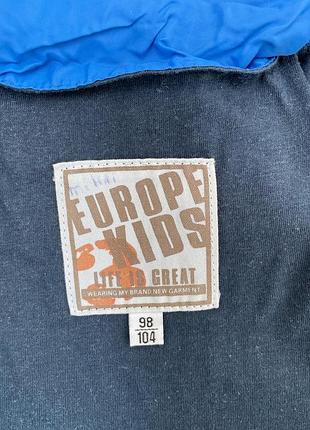 EUROPE
KIDS
LIFE IS GREAT
WEARING MY BRAND NEW GARMENT
98
104